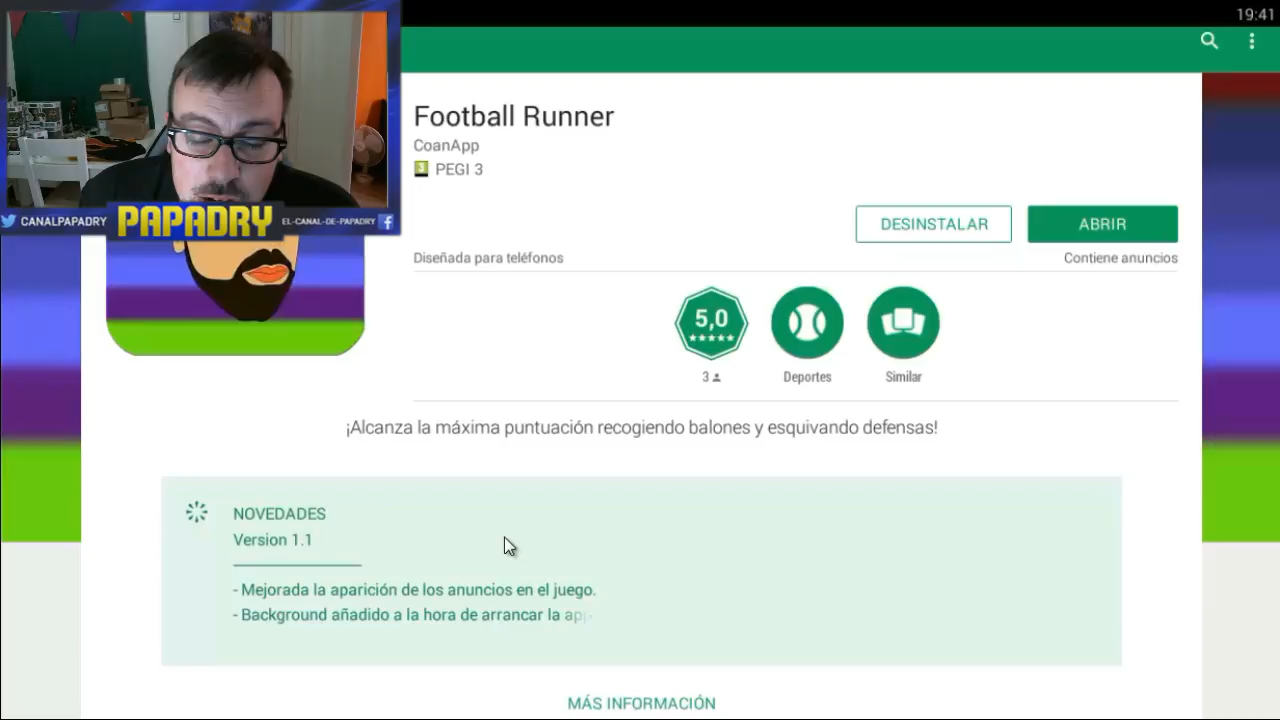 19:41
Football Runner
CoanApp
3 PEGI 3
CANALPAPADRY PAPADRY EL-CANAL-DE-PAPADRY
DESINSTALAR ABRIR
Diseñada para teléfonos Contiene anuncios
5,0
3 Deportes Similar
¡Alcanza la máxima puntuación recogiendo balones y esquivando defensas!
NOVEDADES
Version 1.1
- Mejorada la aparición de los anuncios en el juego.
- Background añadido a la hora de arrancar la app
MÁS INFORMACIÓN